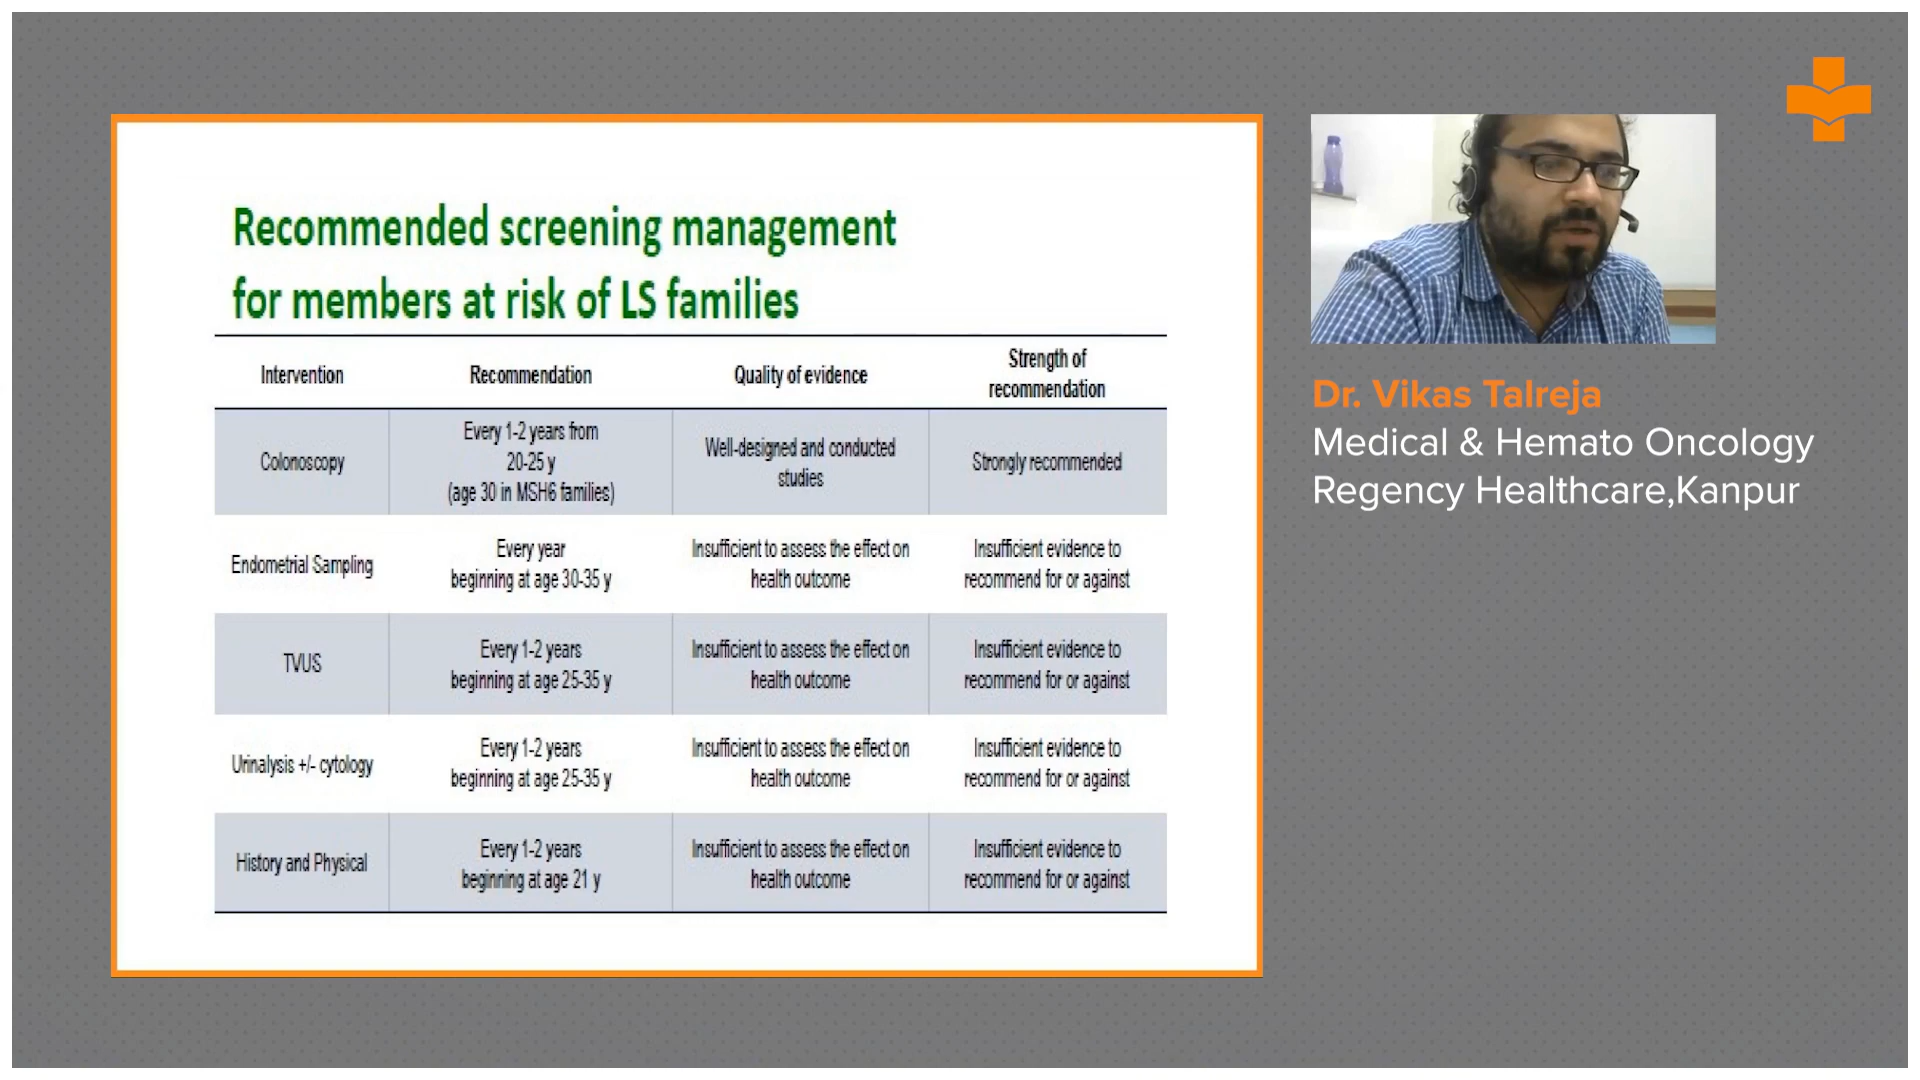 Recommended screening management
for members at risk of LS families
Intervention
Recommendation
Quality of evidence
Strength of
recommendation
Colonoscopy
Every 1-2 years from
20-25 y
(age 30 in MSH6 families)
Well-designed and conducted
studies
Strongly recommended
Endometrial Sampling
Every year
beginning at age 30-35 y
Insufficient to assess the effect on
health outcome
Insufficient evidence to
recommend for or against
TVUS
Every 1-2 years
beginning at age 25-35 y
Insufficient to assess the effect on
health outcome
Insufficient evidence to
recommend for or against
Urinalysis +/- cytology
Every 1-2 years
beginning at age 25-35 y
Insufficient to assess the effect on
health outcome
Insufficient evidence to
recommend for or against
History and Physical
Every 1-2 years
beginning at age 21 y
Insufficient to assess the effect on
health outcome
Insufficient evidence to
recommend for or against
Dr. Vikas Talreja
Medical & Hemato Oncology
Regency Healthcare,Kanpur